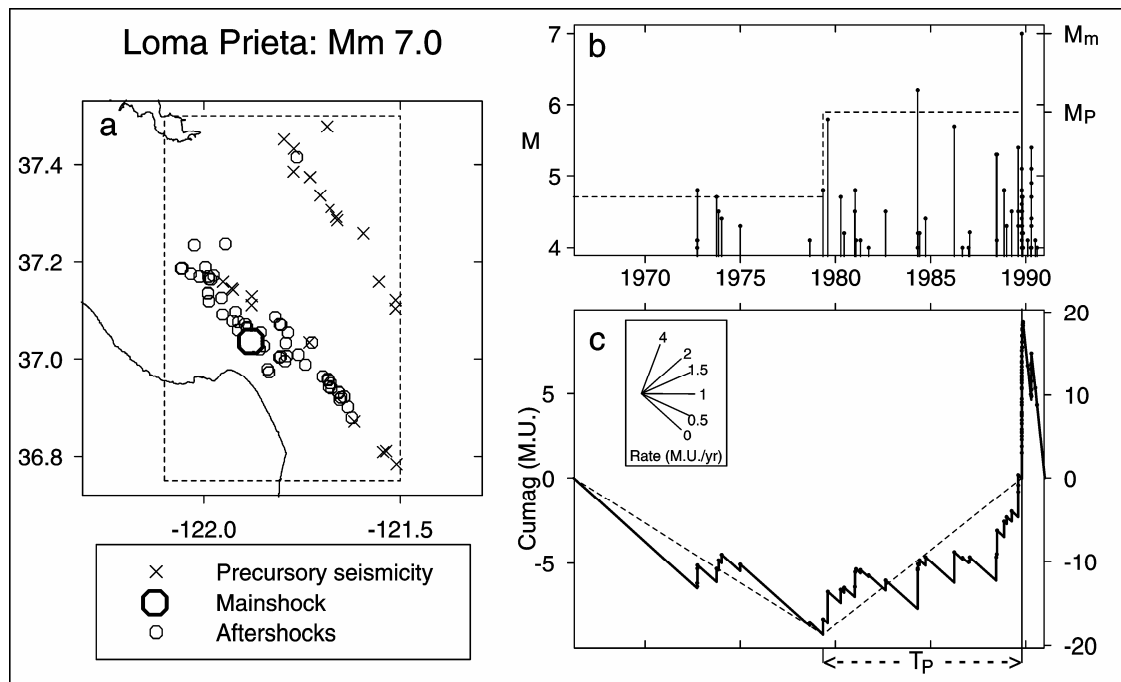 Loma Prieta: Mm 7.0
a
37.4
37.2
37.0
36.8
-122.0
-121.5
Precursory seismicity
Mainshock
Aftershocks
b
7
6
M
5
4
Mm
MP
1970
1975
1980
1985
1990
c
4
2
1.5
1
0.5
0
Rate (M.U./yr)
Cumag (M.U.)
5
0
-5
20
10
0
-10
-20
TP